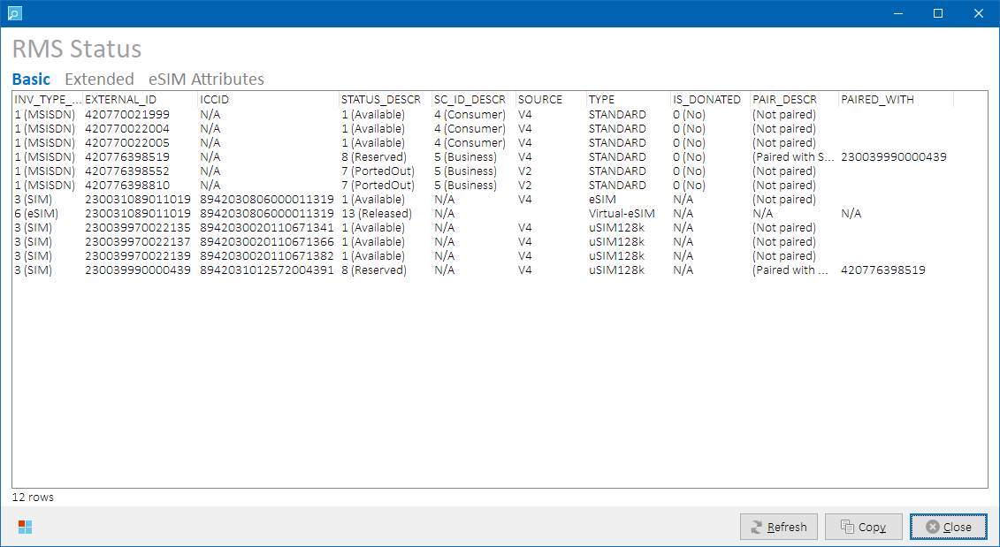 RMS Status
Basic Extended eSIM Attributes
INV_TYPE_... EXTERNAL_ID ICCID STATUS_DESCR SC_ID_DESCR SOURCE TYPE IS_DONATED PAIR_DESCR PAIRED_WITH
1 (MSISDN) 420770021999 N/A 1 (Available) 4 (Consumer) V4 STANDARD 0 (No) (Not paired)
1 (MSISDN) 420770022004 N/A 1 (Available) 4 (Consumer) V4 STANDARD 0 (No) (Not paired)
1 (MSISDN) 420770022005 N/A 1 (Available) 4 (Consumer) V4 STANDARD 0 (No) (Not paired)
1 (MSISDN) 420776398519 N/A 8 (Reserved) 5 (Business) V4 STANDARD 0 (No) (Paired with S... 230039990000439
1 (MSISDN) 420776398552 N/A 7 (PortedOut) 5 (Business) V2 STANDARD 0 (No) (Not paired)
1 (MSISDN) 420776398810 N/A 7 (PortedOut) 5 (Business) V2 STANDARD 0 (No) (Not paired)
3 (SIM) 230031089011019 8942030806000011319 1 (Available) N/A V4 eSIM N/A (Not paired)
6 (eSIM) 230031089011019 8942030806000011319 13 (Released) N/A Virtual-eSIM N/A N/A N/A
3 (SIM) 230039970022135 8942030020110671341 1 (Available) N/A V4 uSIM128k N/A (Not paired)
3 (SIM) 230039970022137 8942030020110671366 1 (Available) N/A V4 uSIM128k N/A (Not paired)
3 (SIM) 230039970022139 8942030020110671382 1 (Available) N/A V4 uSIM128k N/A (Not paired)
3 (SIM) 230039990000439 8942031012572004391 8 (Reserved) N/A V4 uSIM128k N/A (Paired with ... 420776398519
12 rows
Refresh Copy Close